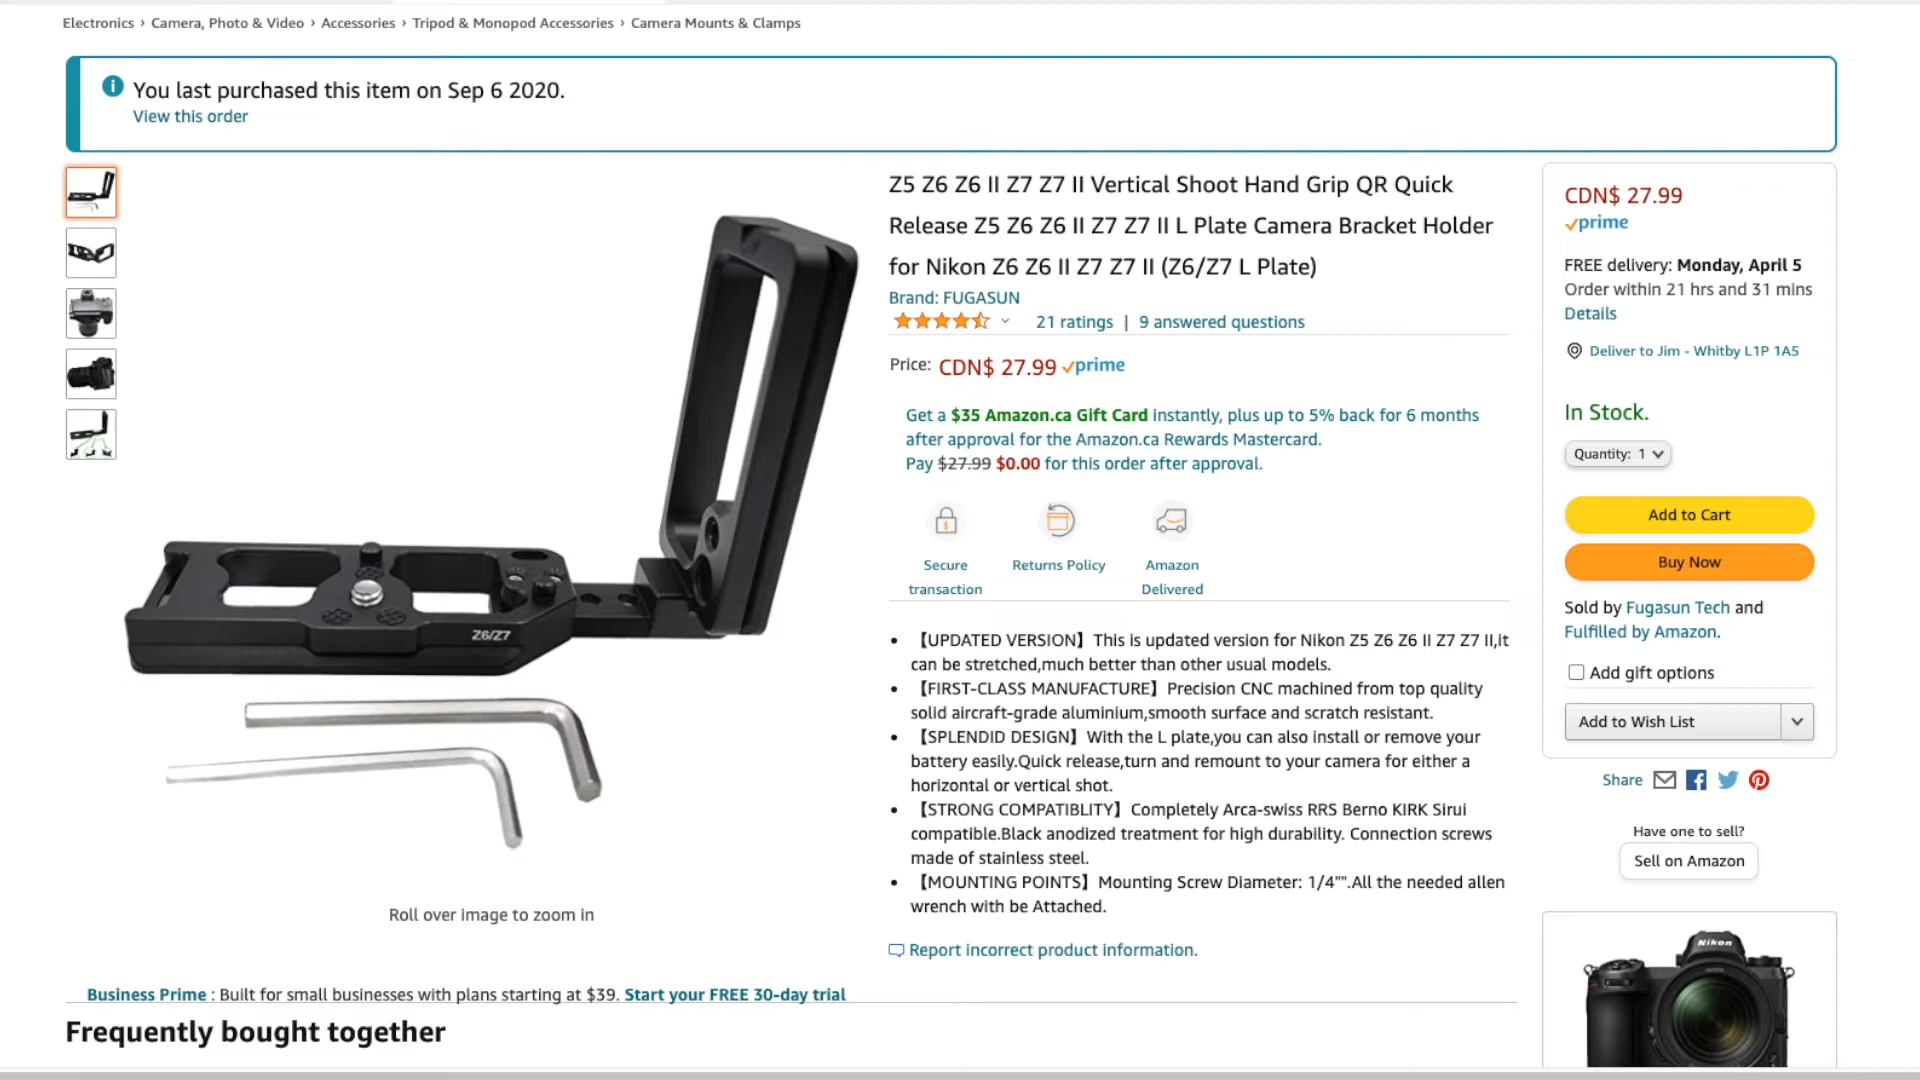 Electronics › Camera, Photo & Video › Accessories › Tripod & Monopod Accessories › Camera Mounts & Clamps
You last purchased this item on Sep 6 2020.
View this order
Z5 Z6 Z6 II Z7 Z7 II Vertical Shoot Hand Grip QR Quick
Release Z5 Z6 Z6 II Z7 Z7 II L Plate Camera Bracket Holder
for Nikon Z6 Z6 II Z7 Z7 II (Z6/Z7 L Plate)
Brand: FUGASUN
21 ratings | 9 answered questions
Price: CDN$ 27.99 prime
Get a $35 Amazon.ca Gift Card instantly, plus up to 5% back for 6 months
after approval for the Amazon.ca Rewards Mastercard.
Pay $27.99 $0.00 for this order after approval.
Secure
transaction
Returns Policy
Amazon
Delivered
• 【UPDATED VERSION】This is updated version for Nikon Z5 Z6 Z6 II Z7 Z7 II,it
can be stretched,much better than other usual models.
• 【FIRST-CLASS MANUFACTURE】Precision CNC machined from top quality
solid aircraft-grade aluminium,smooth surface and scratch resistant.
• 【SPLENDID DESIGN】With the L plate,you can also install or remove your
battery easily.Quick release,turn and remount to your camera for either a
horizontal or vertical shot.
• 【STRONG COMPATIBLITY】Completely Arca-swiss RRS Berno KIRK Sirui
compatible.Black anodized treatment for high durability. Connection screws
made of stainless steel.
• 【MOUNTING POINTS】Mounting Screw Diameter: 1/4"".All the needed allen
wrench with be Attached.
Report incorrect product information.
Z6/Z7
Roll over image to zoom in
CDN$ 27.99
prime
FREE delivery: Monday, April 5
Order within 21 hrs and 31 mins
Details
Deliver to Jim - Whitby L1P 1A5
In Stock.
Quantity: 1
Add to Cart
Buy Now
Sold by Fugasun Tech and
Fulfilled by Amazon.
Add gift options
Add to Wish List
Share
Have one to sell?
Sell on Amazon
Nikon
Business Prime : Built for small businesses with plans starting at $39. Start your FREE 30-day trial
Frequently bought together